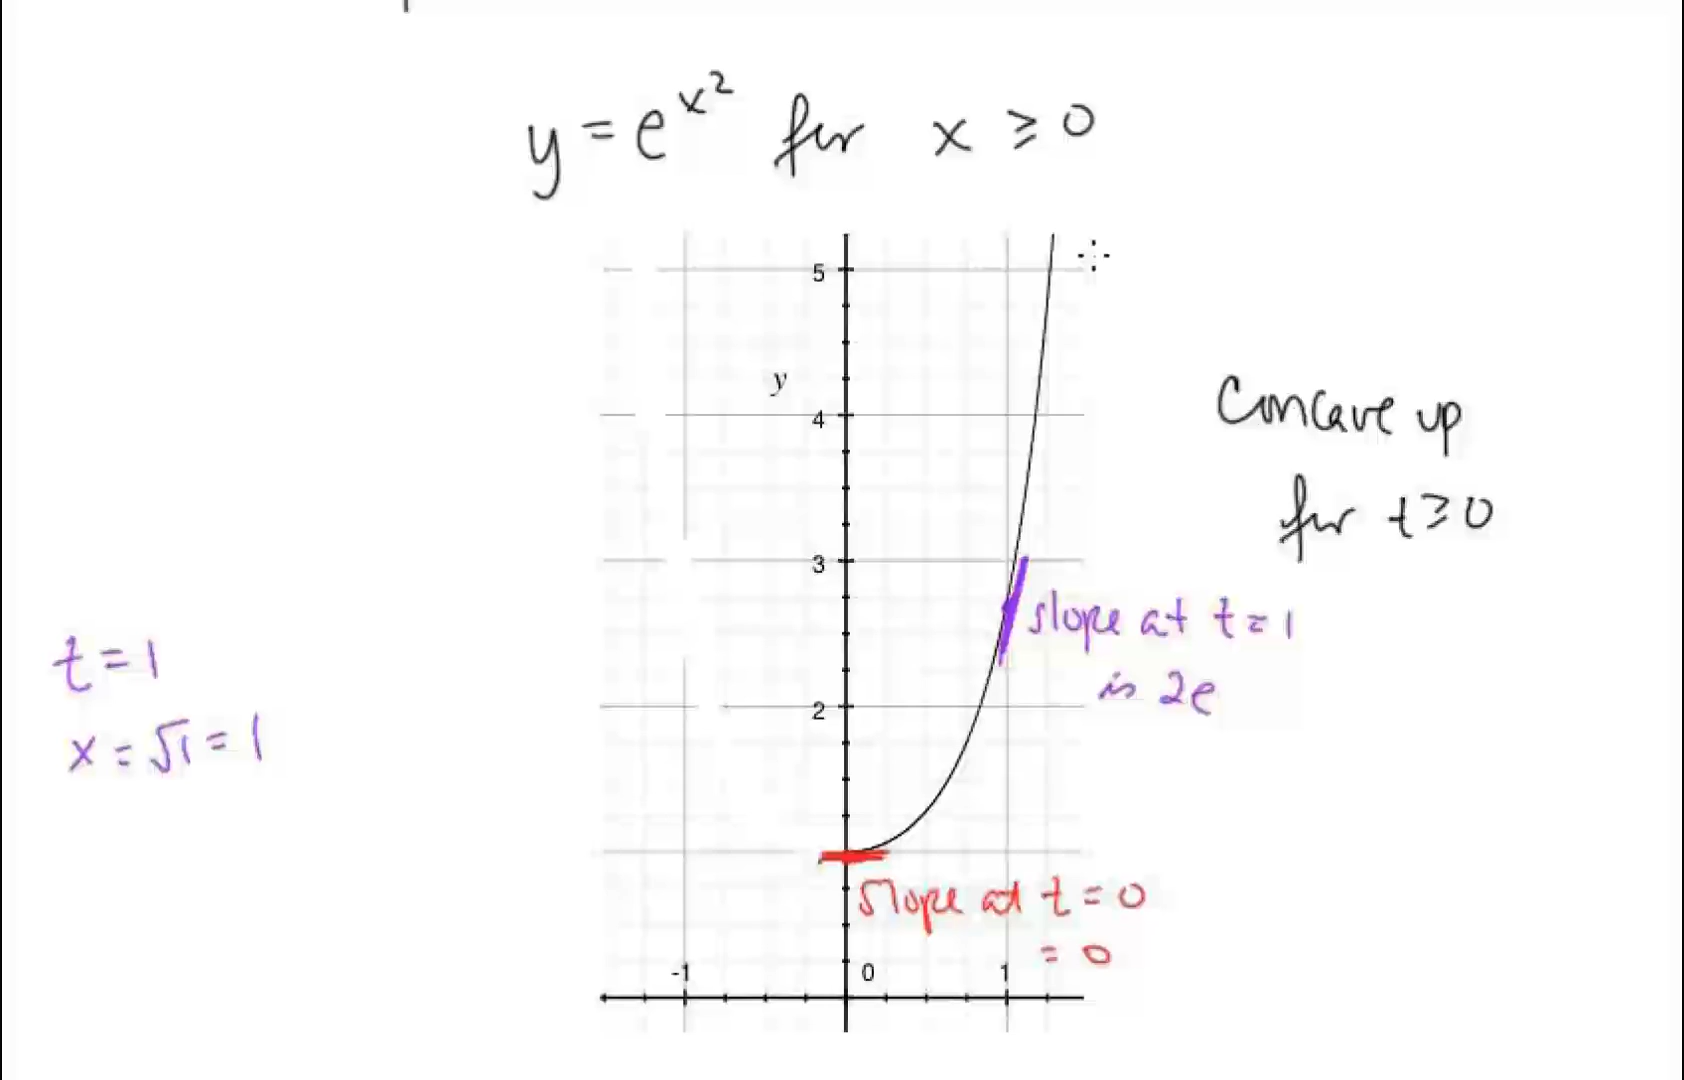 y = e^{x^2} for x ≥ 0
5
y
4
Concave up
for t ≥ 0
3
slope at t = 1
is 2e
t = 1
x = √1 = 1
2
slope at t = 0
= 0
-1 0 1